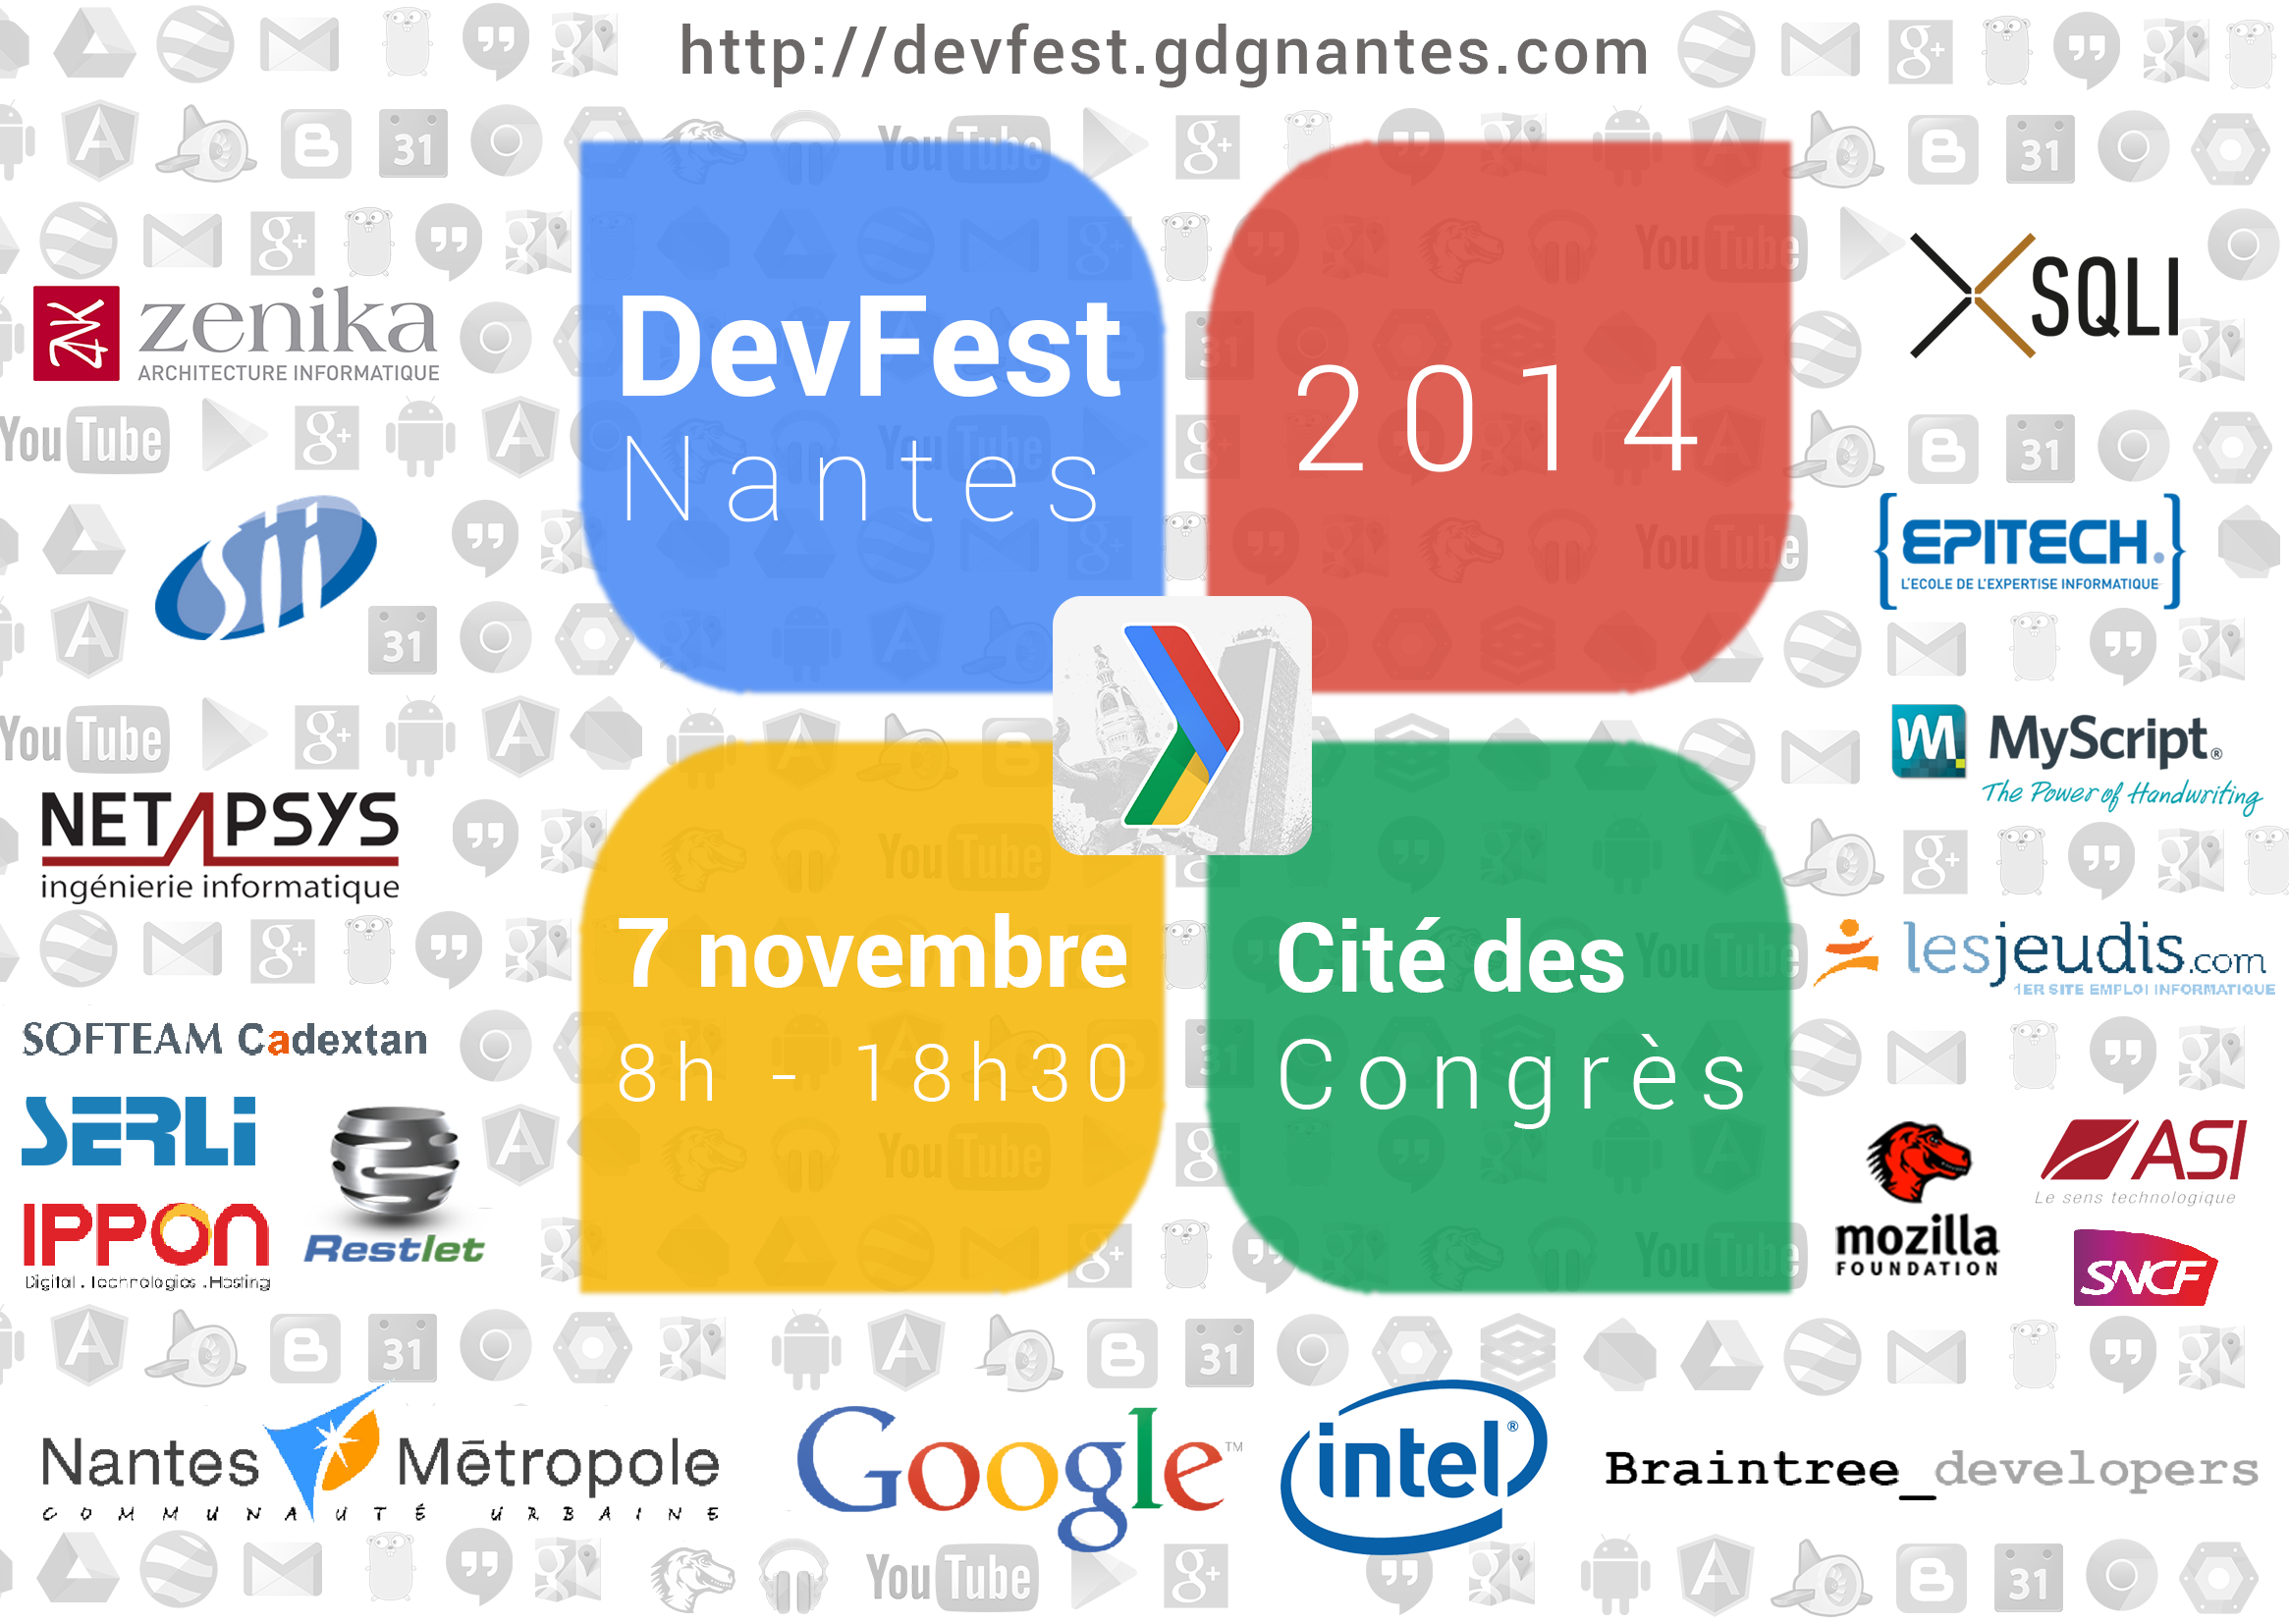 http://devfest.gdgnantes.com
DevFest
Nantes
2014
7 novembre
8h - 18h30
Cité des
Congrès
zenika
ARCHITECTURE INFORMATIQUE
Sii
NETAPSYS
ingénierie informatique
SOFTEAM Cadextan
SERLi
IPPON
Digital . Technologies . Hosting
Restlet
SQLI
{EPITECH.}
L'ECOLE DE L'EXPERTISE INFORMATIQUE
MyScript®
The Power of Handwriting
lesjeudis.com
1ER SITE EMPLOI INFORMATIQUE
mozilla
FOUNDATION
ASI
Le sens technologique
SNCF
Nantes Métropole
COMMUNAUTÉ URBAINE
Google™
intel®
Braintree_developers
YouTube
g+
31